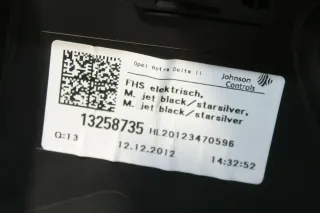 Opel Astra Delta II
Johnson Controls
FHS elektrisch,
M. jet black/starsilver,
M. jet black/starsilver
13258735 HL20123470596
Q:13 12.12.2012 14:32:52